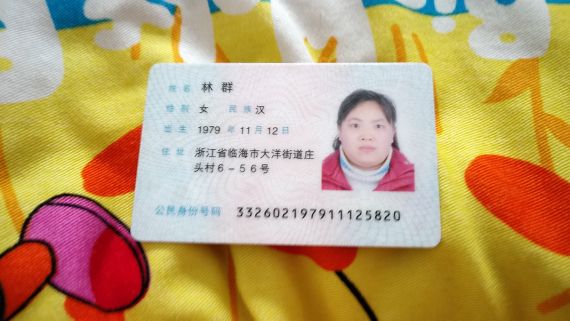 姓名 林群
性别 女 民族 汉
出生 1979 年 11 月 12 日
住址 浙江省临海市大洋街道庄
头村6-56号
公民身份号码 332602197911125820